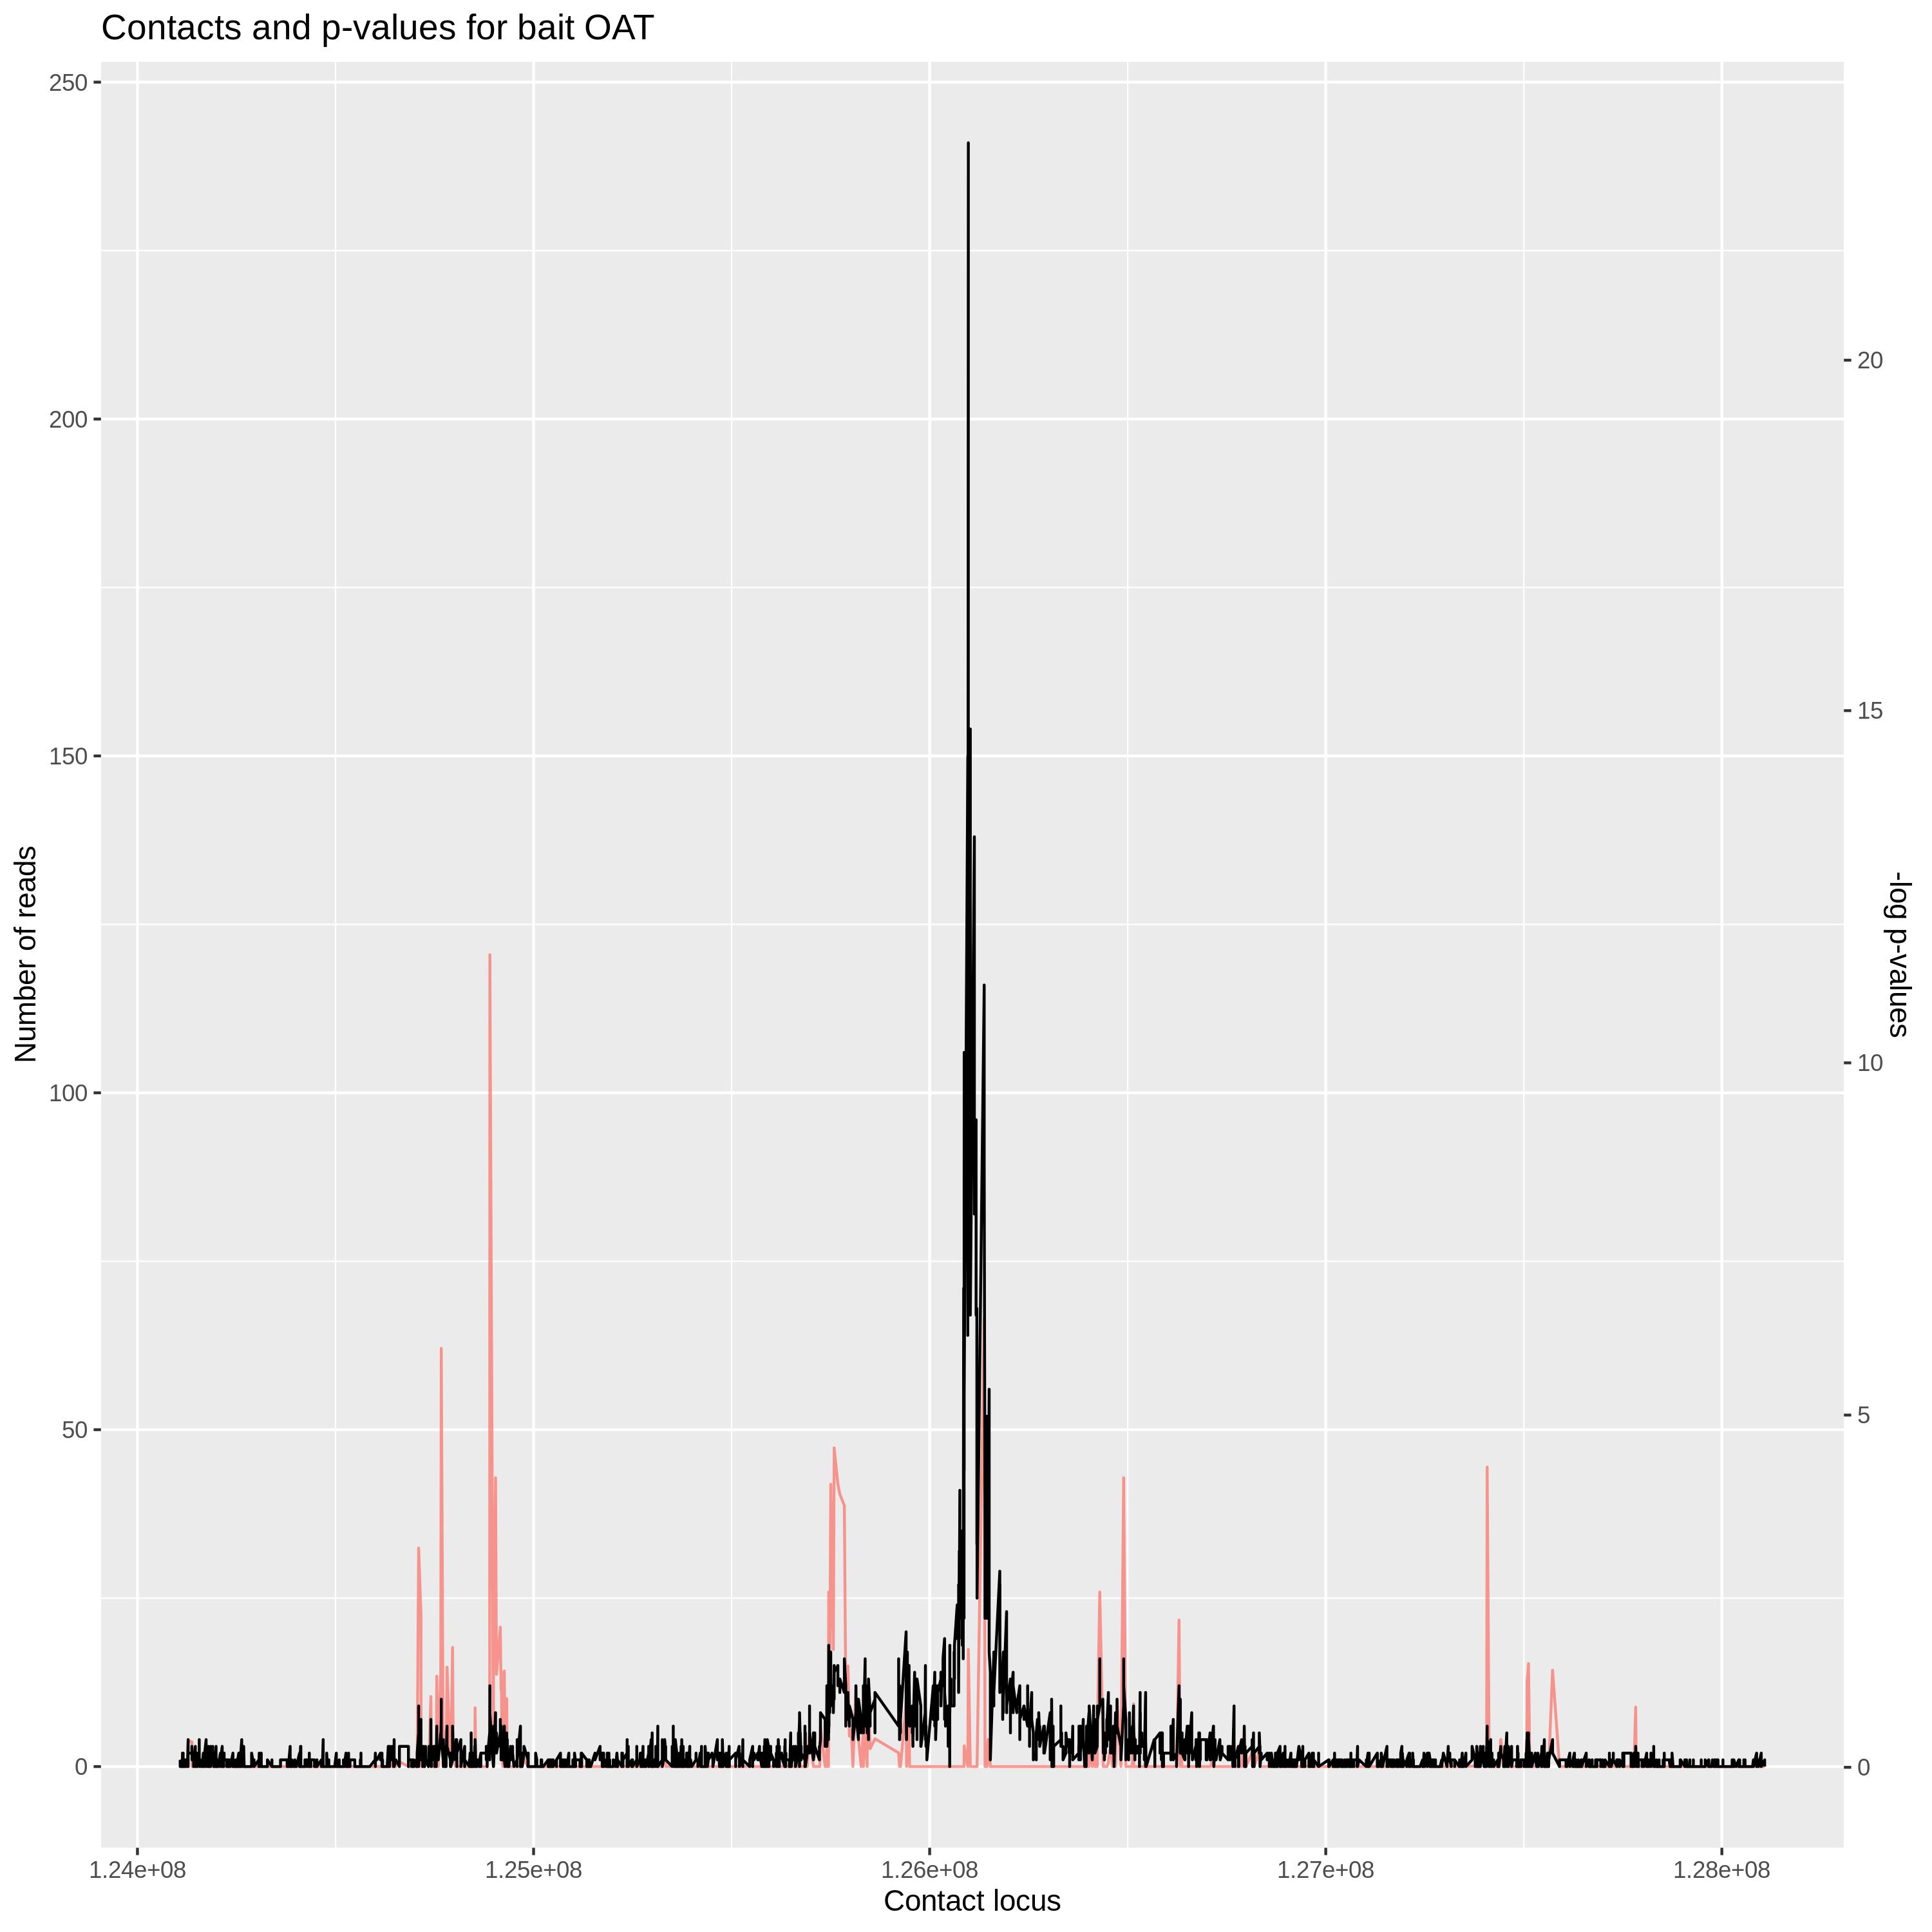 Contacts and p-values for bait OAT
250
200
150
100
50
0
Number of reads
20
15
10
5
0
-log p-values
1.24e+08 1.25e+08 1.26e+08 1.27e+08 1.28e+08
Contact locus